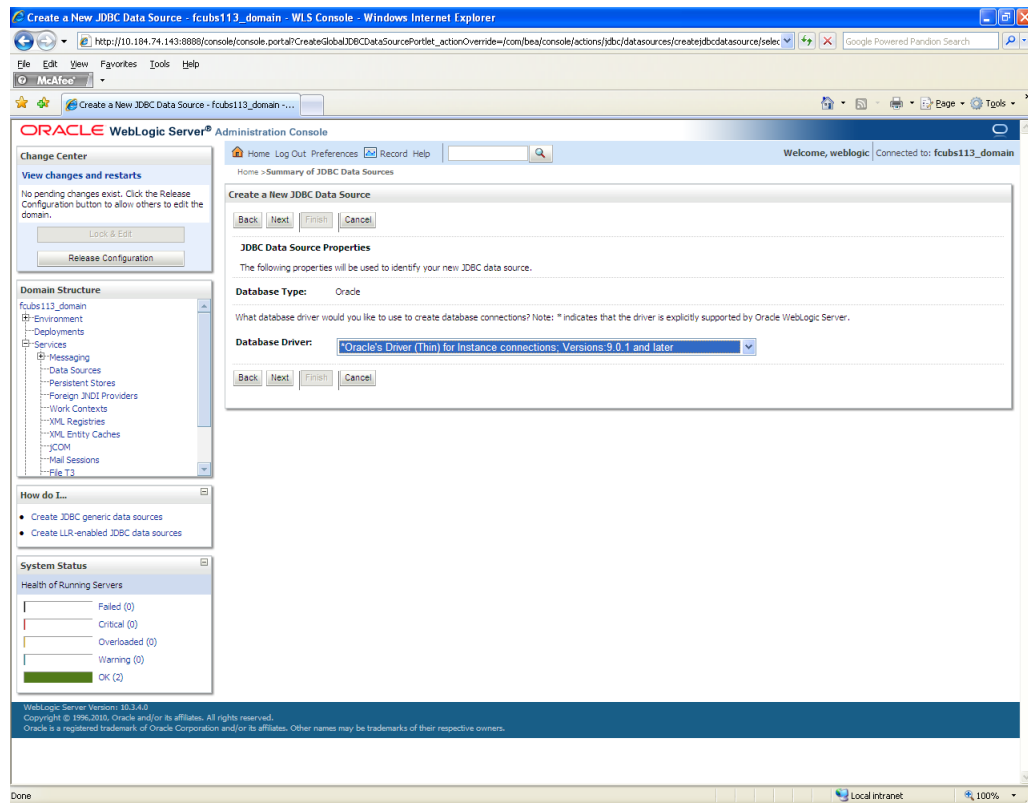 Create a New JDBC Data Source - fcubs113_domain - WLS Console - Windows Internet Explorer
http://10.184.74.143:8888/console/console.portal?CreateGlobalJDBCDataSourcePortlet_actionOverride=/com/bea/console/actions/jdbc/datasources/createjdbcdatasource/selec
Google Powered Pandion Search
File Edit View Favorites Tools Help
McAfee
Create a New JDBC Data Source - fcubs113_domain -...
Page Tools
ORACLE WebLogic Server® Administration Console
Change Center
View changes and restarts
No pending changes exist. Click the Release
Configuration button to allow others to edit the
domain.
Lock & Edit
Release Configuration
Domain Structure
fcubs113_domain
Environment
Deployments
Services
Messaging
Data Sources
Persistent Stores
Foreign JNDI Providers
Work Contexts
XML Registries
XML Entity Caches
jCOM
Mail Sessions
File T3
How do I...
Create JDBC generic data sources
Create LLR-enabled JDBC data sources
System Status
Health of Running Servers
Failed (0)
Critical (0)
Overloaded (0)
Warning (0)
OK (2)
Home Log Out Preferences Record Help
Welcome, weblogic Connected to: fcubs113_domain
Home >Summary of JDBC Data Sources
Create a New JDBC Data Source
Back Next Finish Cancel
JDBC Data Source Properties
The following properties will be used to identify your new JDBC data source.
Database Type: Oracle
What database driver would you like to use to create database connections? Note: * indicates that the driver is explicitly supported by Oracle WebLogic Server.
Database Driver: *Oracle's Driver (Thin) for Instance connections; Versions:9.0.1 and later
Back Next Finish Cancel
WebLogic Server Version: 10.3.4.0
Copyright © 1996,2010, Oracle and/or its affiliates. All rights reserved.
Oracle is a registered trademark of Oracle Corporation and/or its affiliates. Other names may be trademarks of their respective owners.
Done
Local intranet
100%